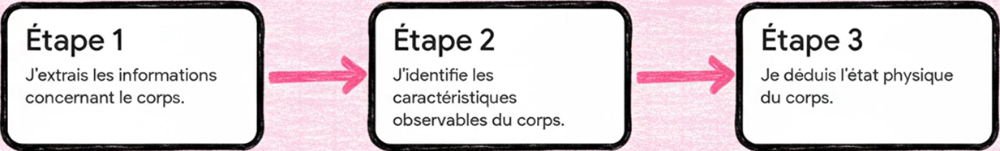 Étape 1
J'extrais les informations
concernant le corps.
Étape 2
J'identifie les
caractéristiques
observables du corps.
Étape 3
Je déduis l'état physique
du corps.